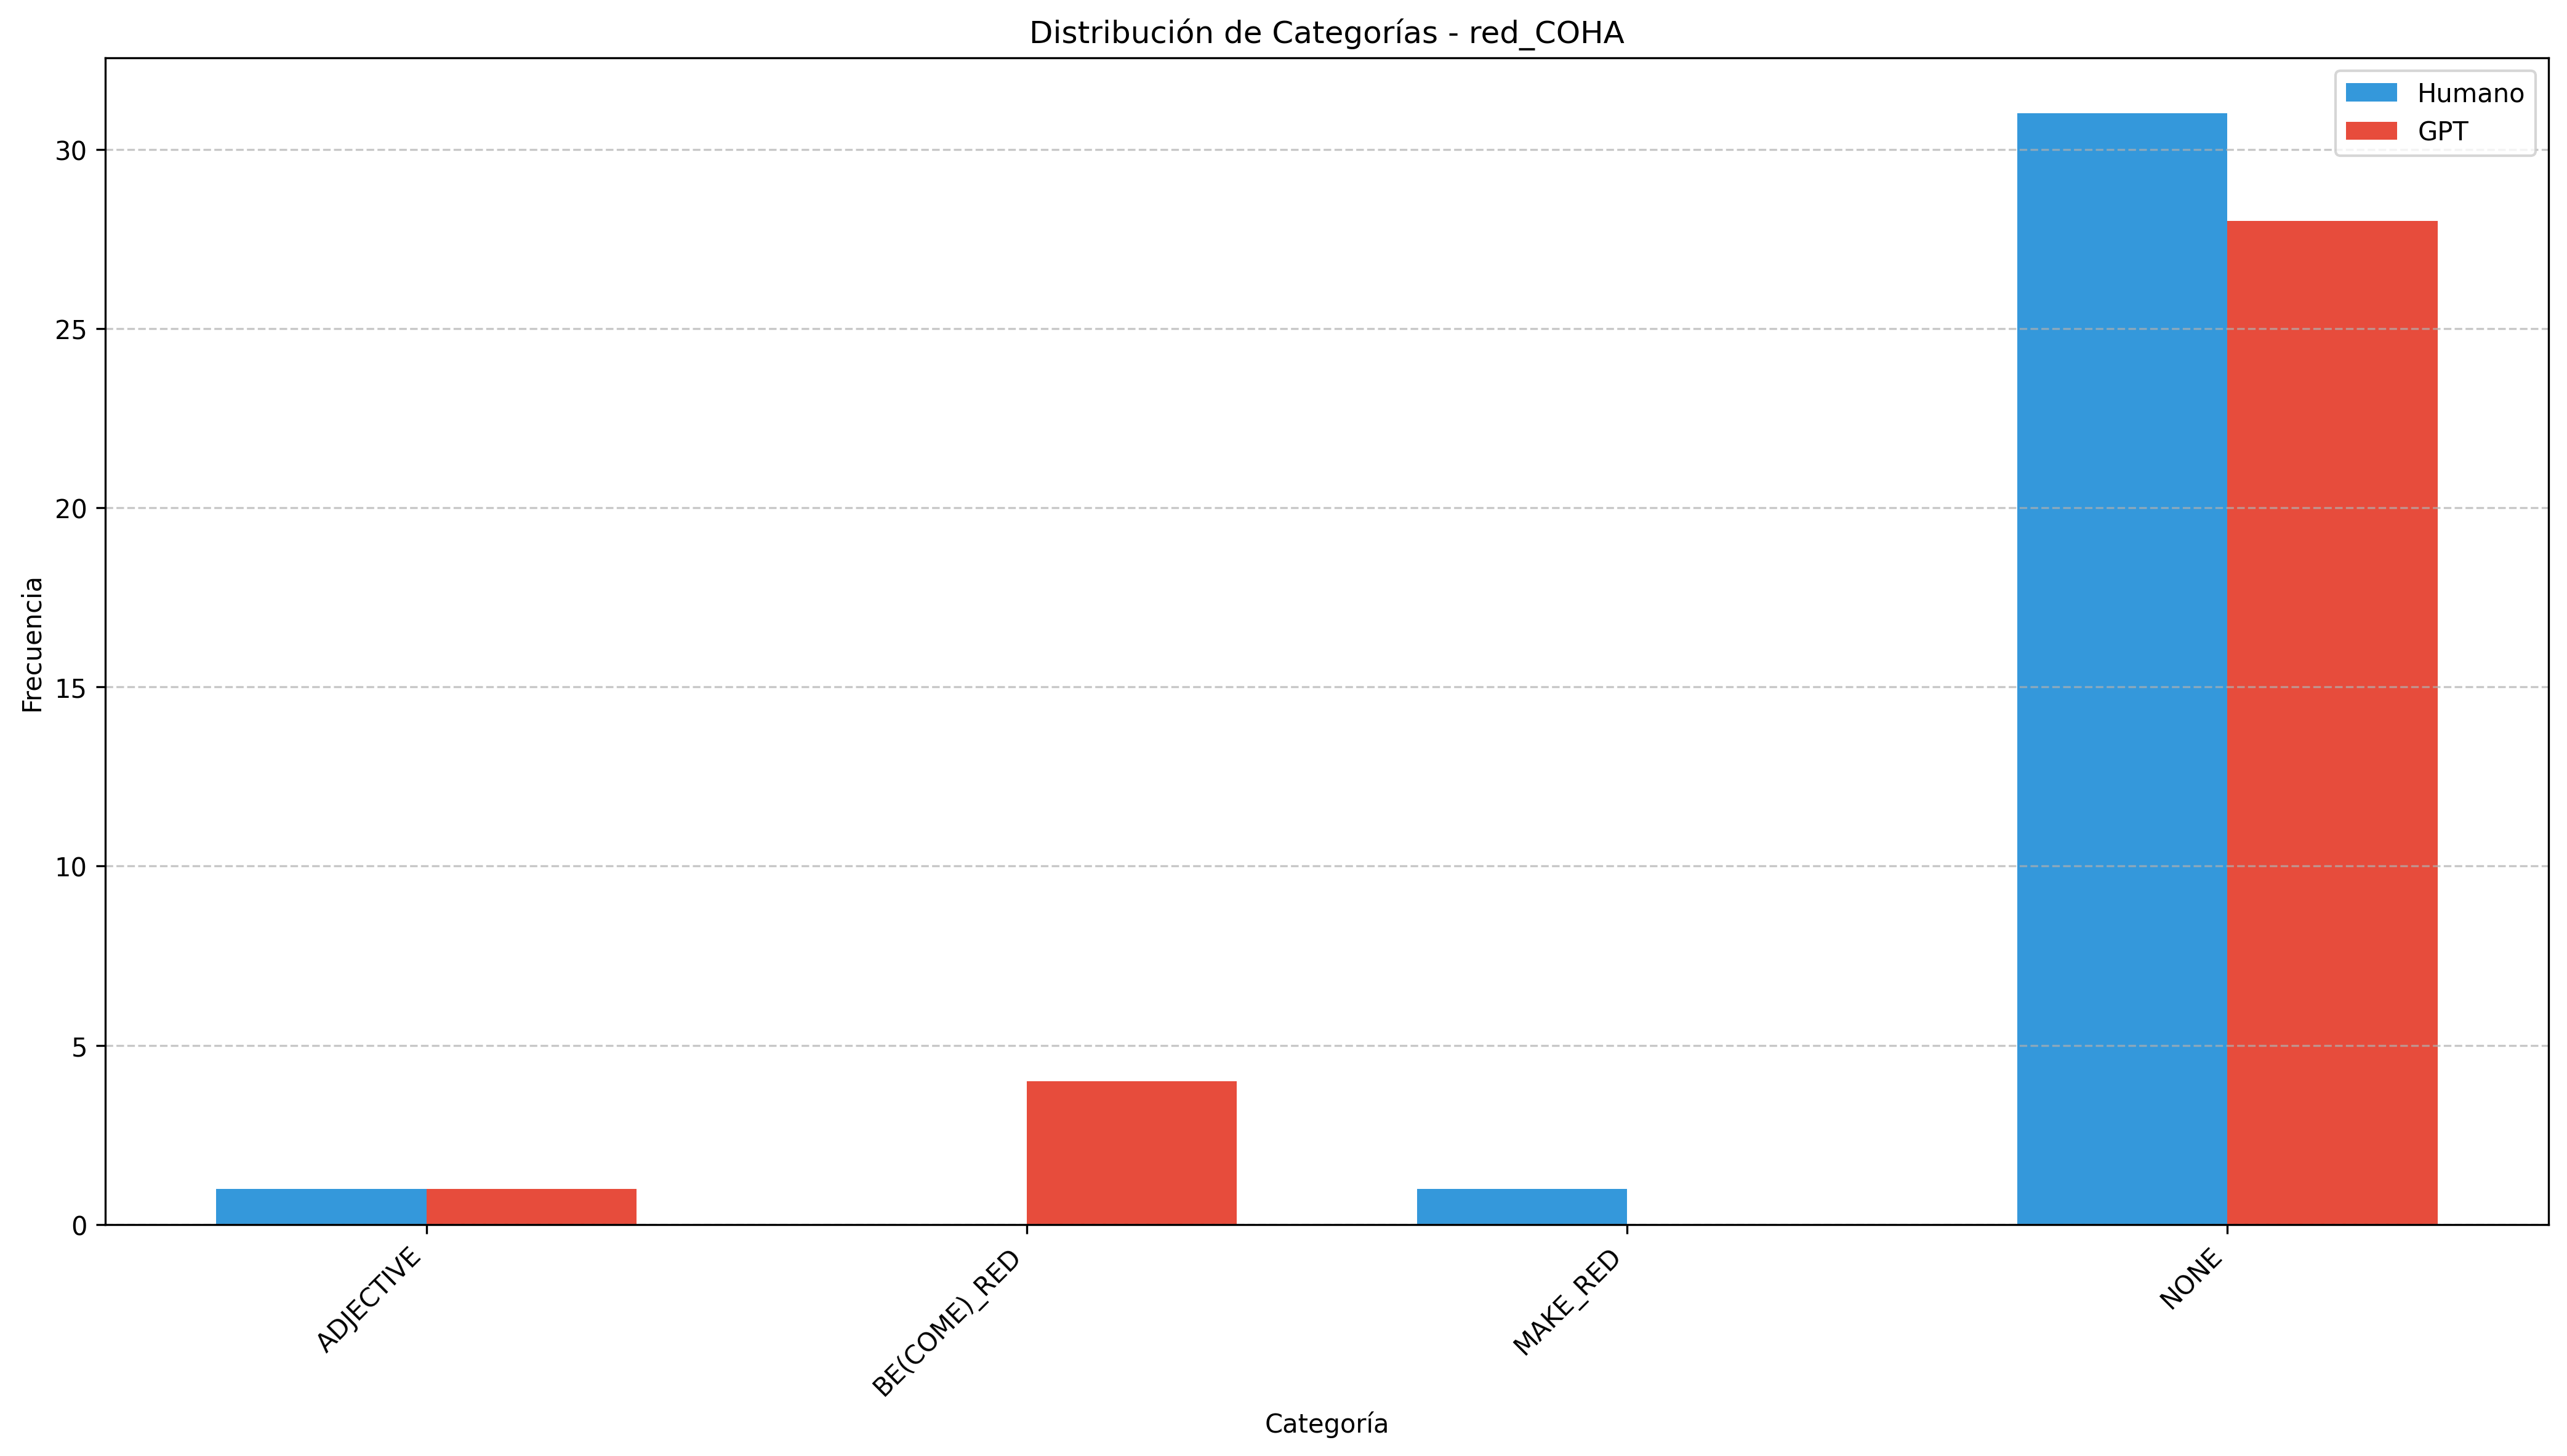 Distribución de Categorías - red_COHA
Humano
GPT
Frecuencia
30
25
20
15
10
5
0
ADJECTIVE
BE(COME)_RED
MAKE_RED
NONE
Categoría